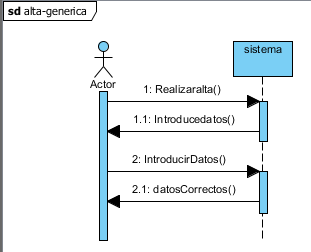 sd alta-generica
sistema
Actor
1: Realizaralta()
1.1: Introducedatos()
2: IntroducirDatos()
2.1: datosCorrectos()